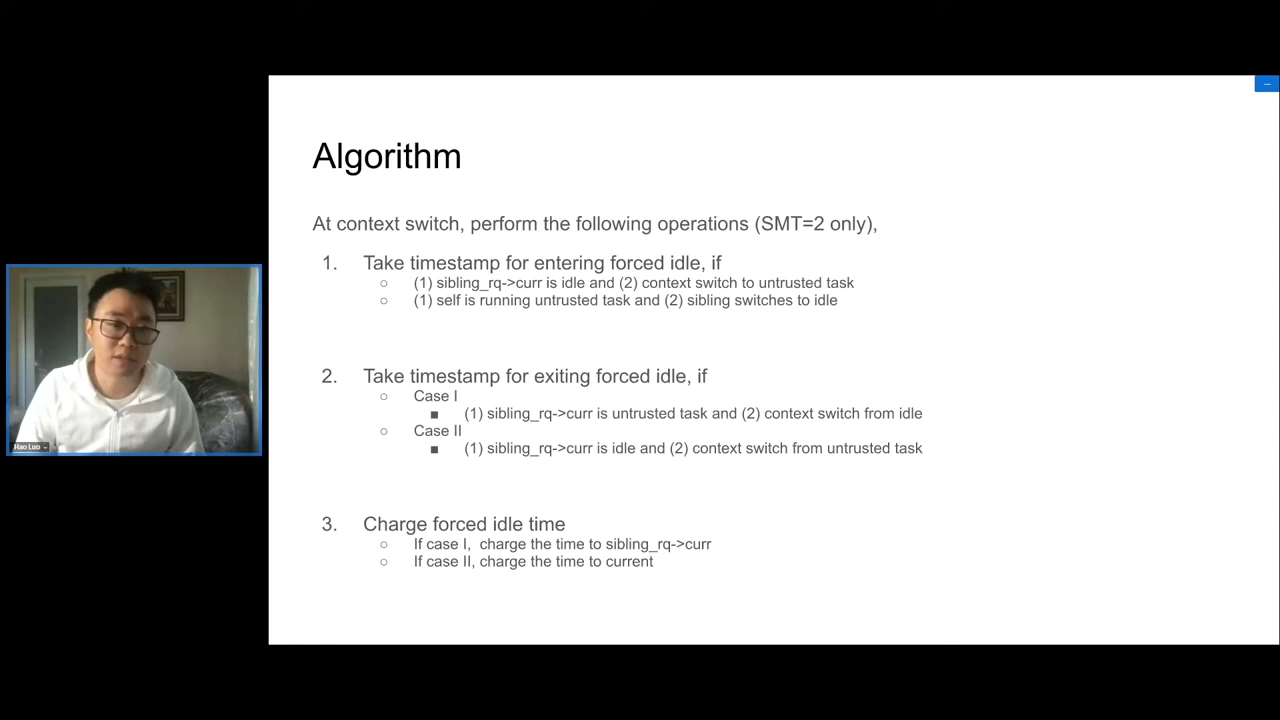 Algorithm
At context switch, perform the following operations (SMT=2 only),
1. Take timestamp for entering forced idle, if
○ (1) sibling_rq->curr is idle and (2) context switch to untrusted task
○ (1) self is running untrusted task and (2) sibling switches to idle
2. Take timestamp for exiting forced idle, if
○ Case I
■ (1) sibling_rq->curr is untrusted task and (2) context switch from idle
○ Case II
■ (1) sibling_rq->curr is idle and (2) context switch from untrusted task
3. Charge forced idle time
○ If case I, charge the time to sibling_rq->curr
○ If case II, charge the time to current
Hao Luo